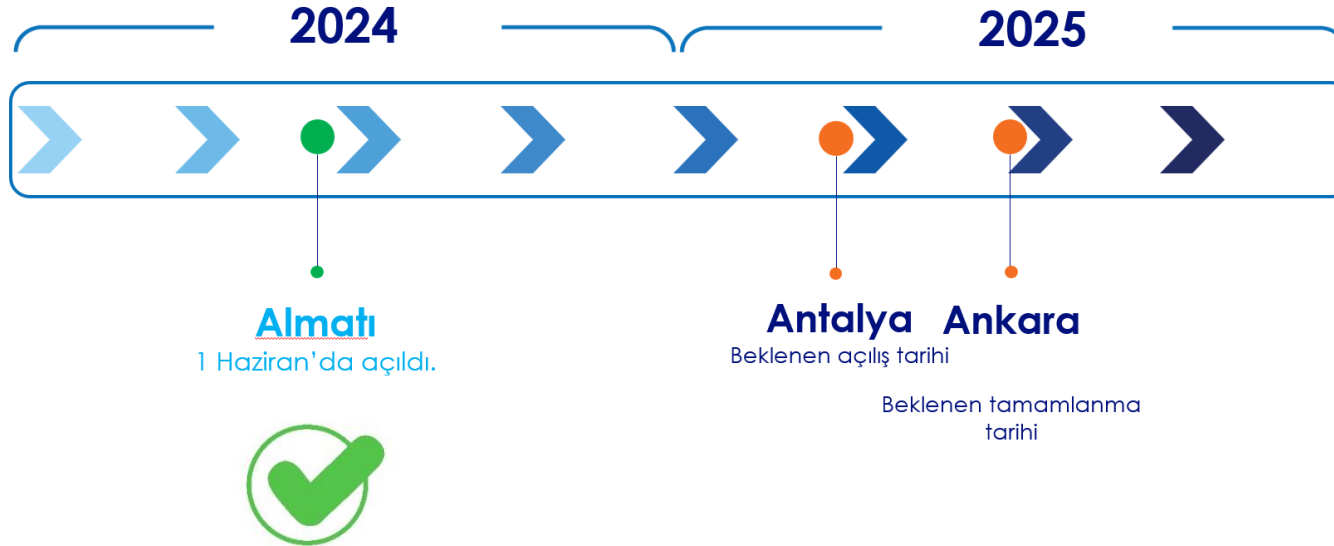 2024
2025
Almatı
1 Haziran’da açıldı.
Antalya
Beklenen açılış tarihi
Ankara
Beklenen tamamlanma
tarihi